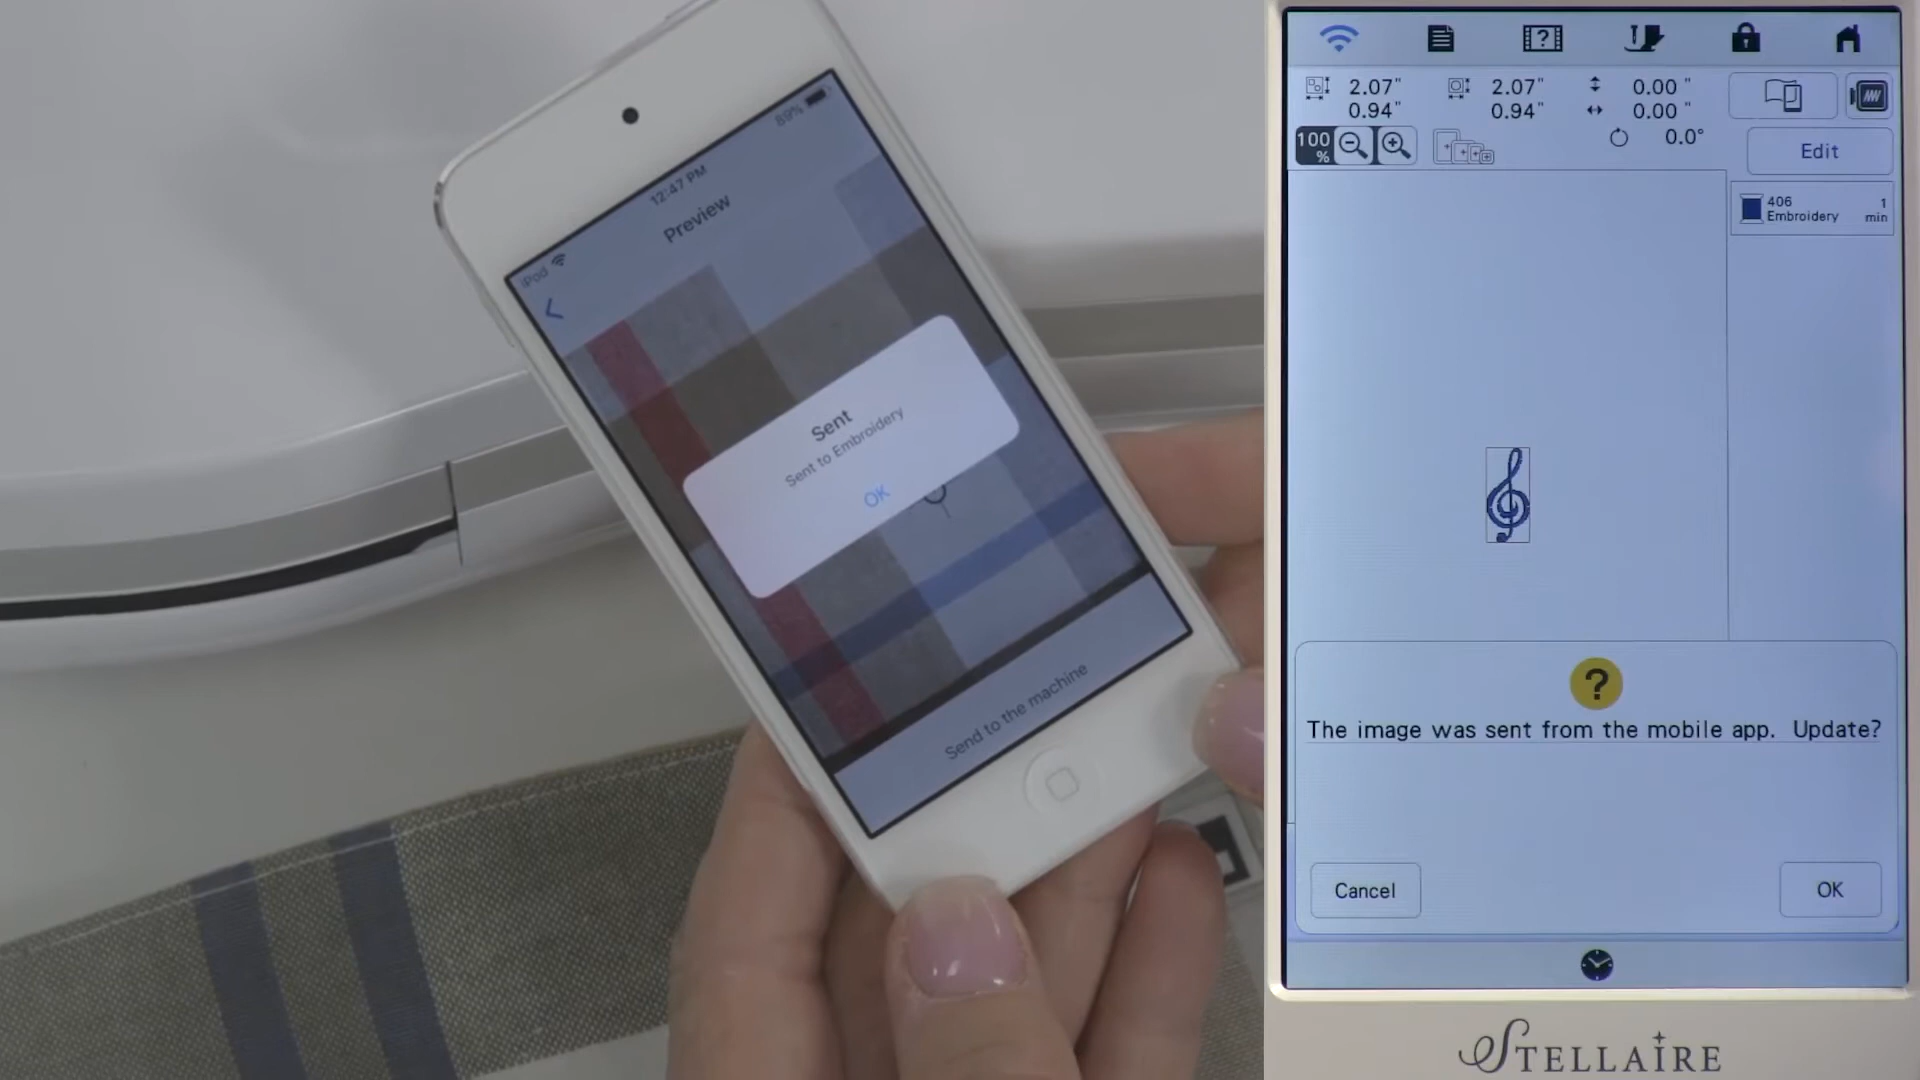 iPod
12:47 PM
89%
Preview
Sent
Sent to Embroidery
OK
Send to the machine
2.07"
0.94"
2.07"
0.94"
0.00 "
0.00 "
0.0°
100
%
Edit
406
Embroidery
1
min
The image was sent from the mobile app. Update?
Cancel
OK
STELLAIRE